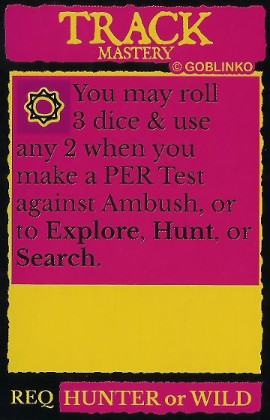 TRACK
MASTERY
© GOBLINKO
You may roll
3 dice & use
any 2 when you
make a PER Test
against Ambush, or
to Explore, Hunt, or
Search.
REQ HUNTER or WILD